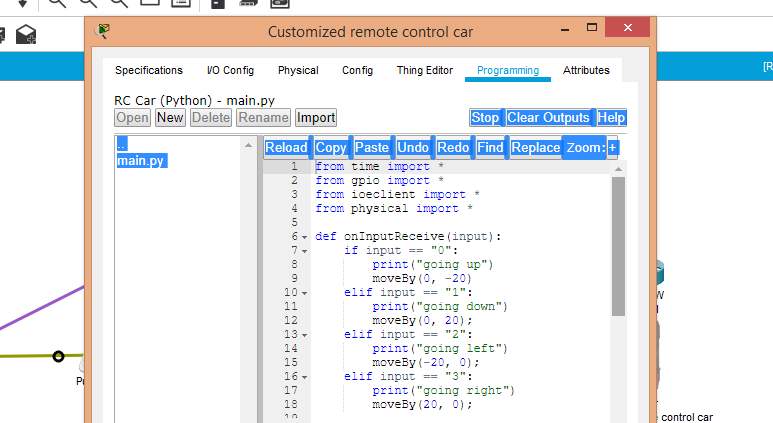 Customized remote control car
[R
Specifications I/O Config Physical Config Thing Editor Programming Attributes
RC Car (Python) - main.py
Open New Delete Rename Import Stop Clear Outputs Help
..
main.py
Reload Copy Paste Undo Redo Find Replace Zoom: +
1 from time import *
2 from gpio import *
3 from ioeclient import *
4 from physical import *
5
6 def onInputReceive(input):
7 if input == "0":
8 print("going up")
9 moveBy(0, -20)
10 elif input == "1":
11 print("going down")
12 moveBy(0, 20);
13 elif input == "2":
14 print("going left")
15 moveBy(-20, 0);
16 elif input == "3":
17 print("going right")
18 moveBy(20, 0);
19
W
control car